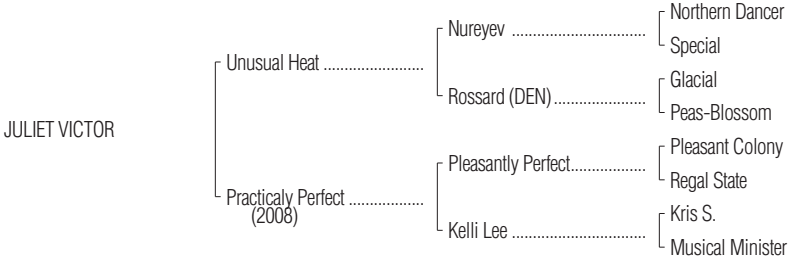 Northern Dancer
Nureyev ................................
Special
Unusual Heat ........................
Glacial
Rossard (DEN) ......................
Peas-Blossom
JULIET VICTOR
Pleasant Colony
Pleasantly Perfect..................
Regal State
Practicaly Perfect ..................
(2008)
Kris S.
Kelli Lee ................................
Musical Minister